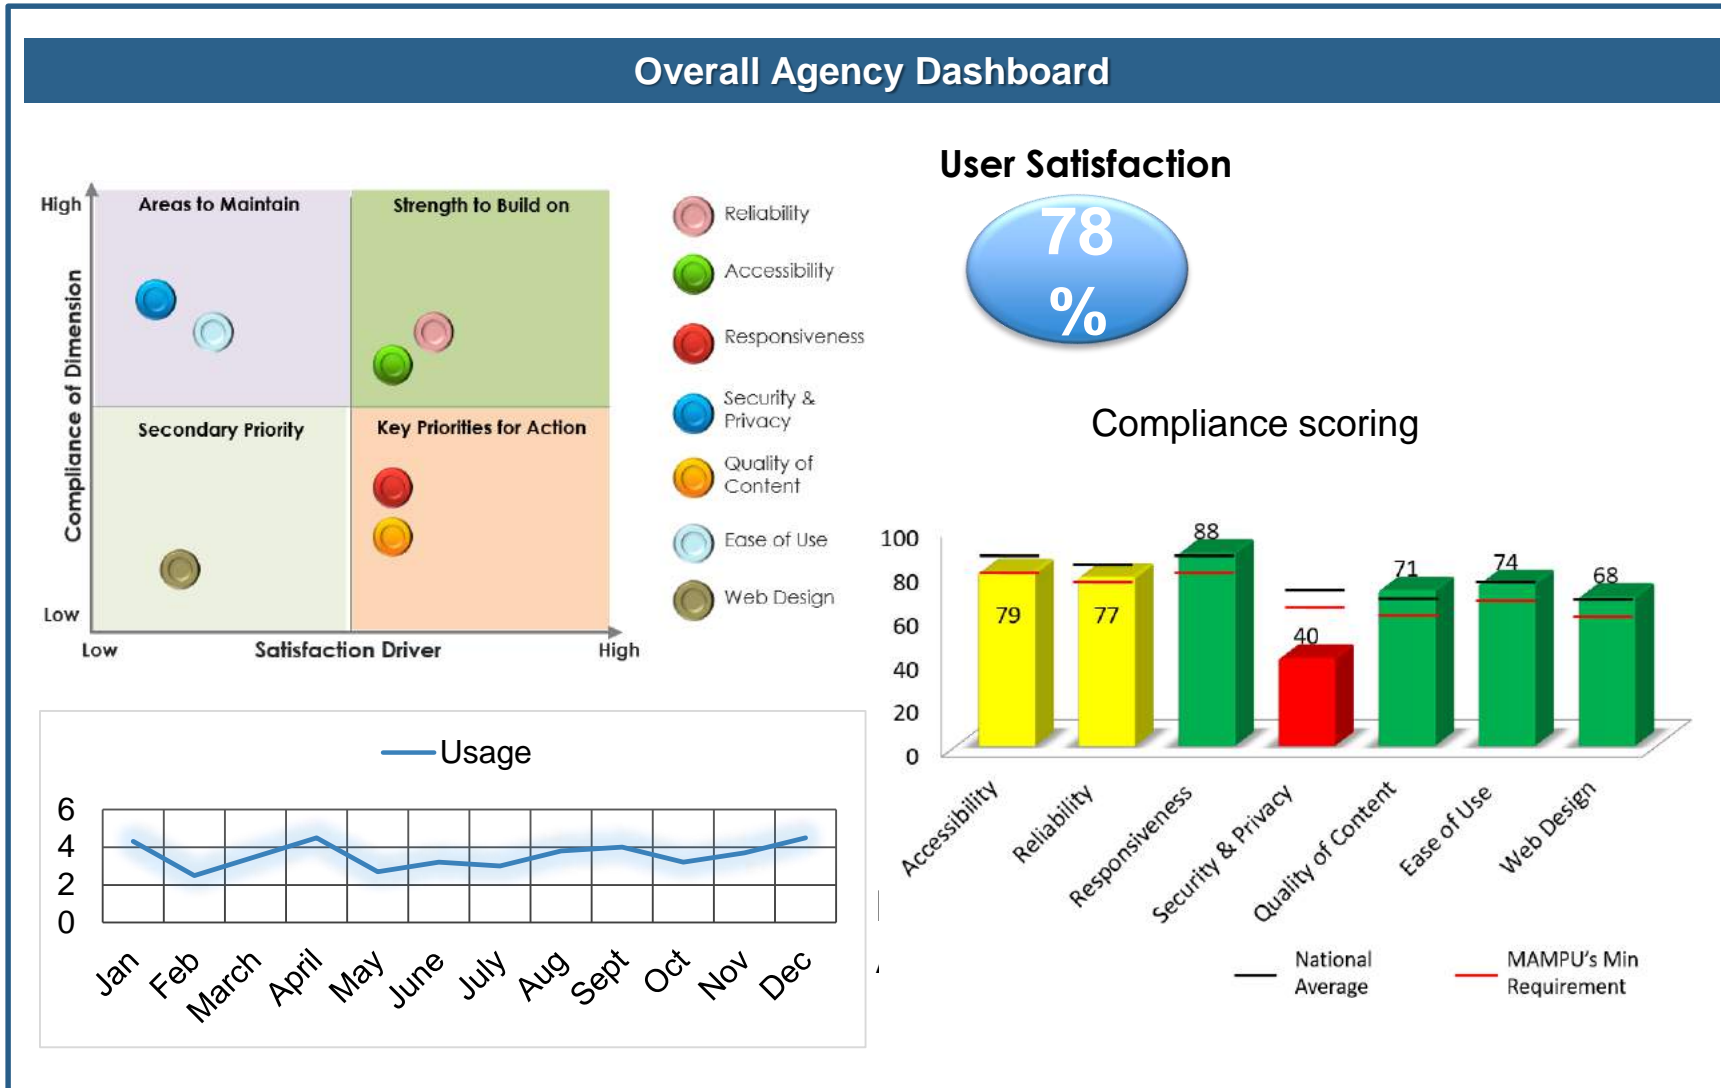 Overall Agency Dashboard
High
Areas to Maintain
Strength to Build on
Secondary Priority
Key Priorities for Action
Compliance of Dimension
Low
Low
Satisfaction Driver
High
Reliability
Accessibility
Responsiveness
Security &
Privacy
Quality of
Content
Ease of Use
Web Design
User Satisfaction
78
%
Compliance scoring
100
80
60
40
20
0
79
77
88
40
71
74
68
Accessibility
Reliability
Responsiveness
Security & Privacy
Quality of Content
Ease of Use
Web Design
National
Average
MAMPU's Min
Requirement
Usage
6
4
2
0
Jan
Feb
March
April
May
June
July
Aug
Sept
Oct
Nov
Dec